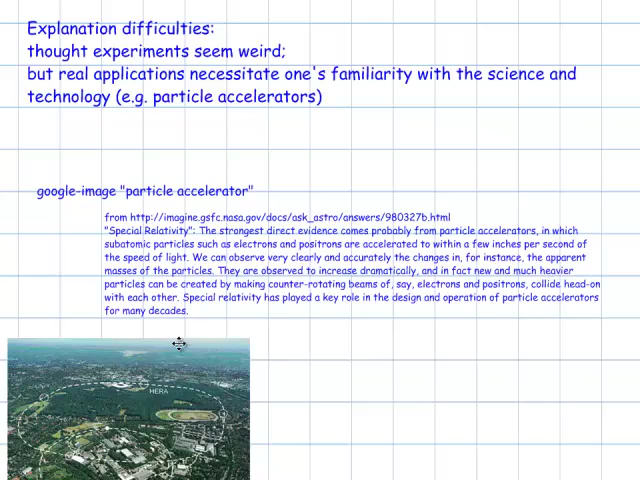 Explanation difficulties:
thought experiments seem weird;
but real applications necessitate one's familiarity with the science and
technology (e.g. particle accelerators)
google-image "particle accelerator"
from http://imagine.gsfc.nasa.gov/docs/ask_astro/answers/980327b.html
"Special Relativity": The strongest direct evidence comes probably from particle accelerators, in which
subatomic particles such as electrons and positrons are accelerated to within a few inches per second of
the speed of light. We can observe very clearly and accurately the changes in, for instance, the apparent
masses of the particles. They are observed to increase dramatically, and in fact new and much heavier
particles can be created by making counter-rotating beams of, say, electrons and positrons, collide head-on
with each other. Special relativity has played a key role in the design and operation of particle accelerators
for many decades.
HERA